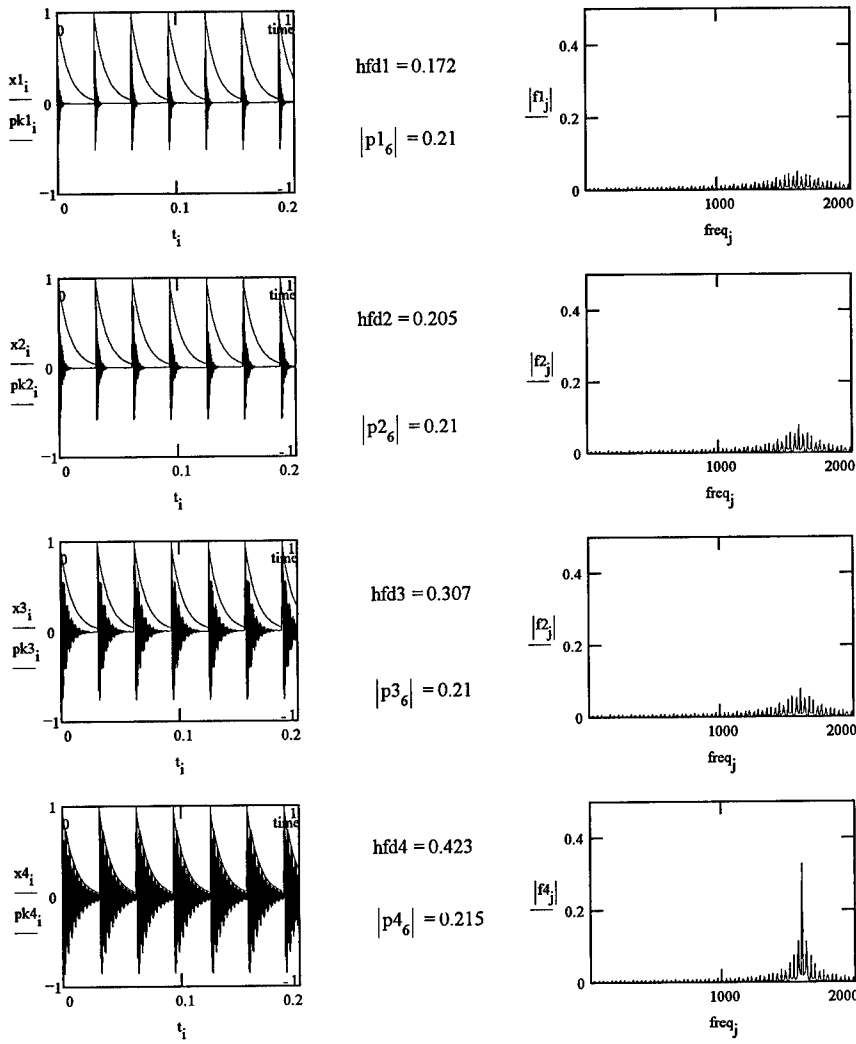 1
0
1
time
x1i
0
pk1i
−1
0
0.1
0.2
ti
hfd1 = 0.172
|p16| = 0.21
0.4
|f1j|
0.2
0
1000
2000
freqj
1
0
1
time
x2i
0
pk2i
−1
-1
0
0.1
0.2
ti
hfd2 = 0.205
|p26| = 0.21
0.4
|f2j|
0.2
0
1000
2000
freqj
1
0
1
time
x3i
0
pk3i
−1
-1
0
0.1
0.2
ti
hfd3 = 0.307
|p36| = 0.21
0.4
|f2j|
0.2
0
1000
2000
freqj
1
0
1
time
x4i
0
pk4i
−1
-1
0
0.1
0.2
ti
hfd4 = 0.423
|p46| = 0.215
0.4
|f4j|
0.2
0
1000
2000
freqj